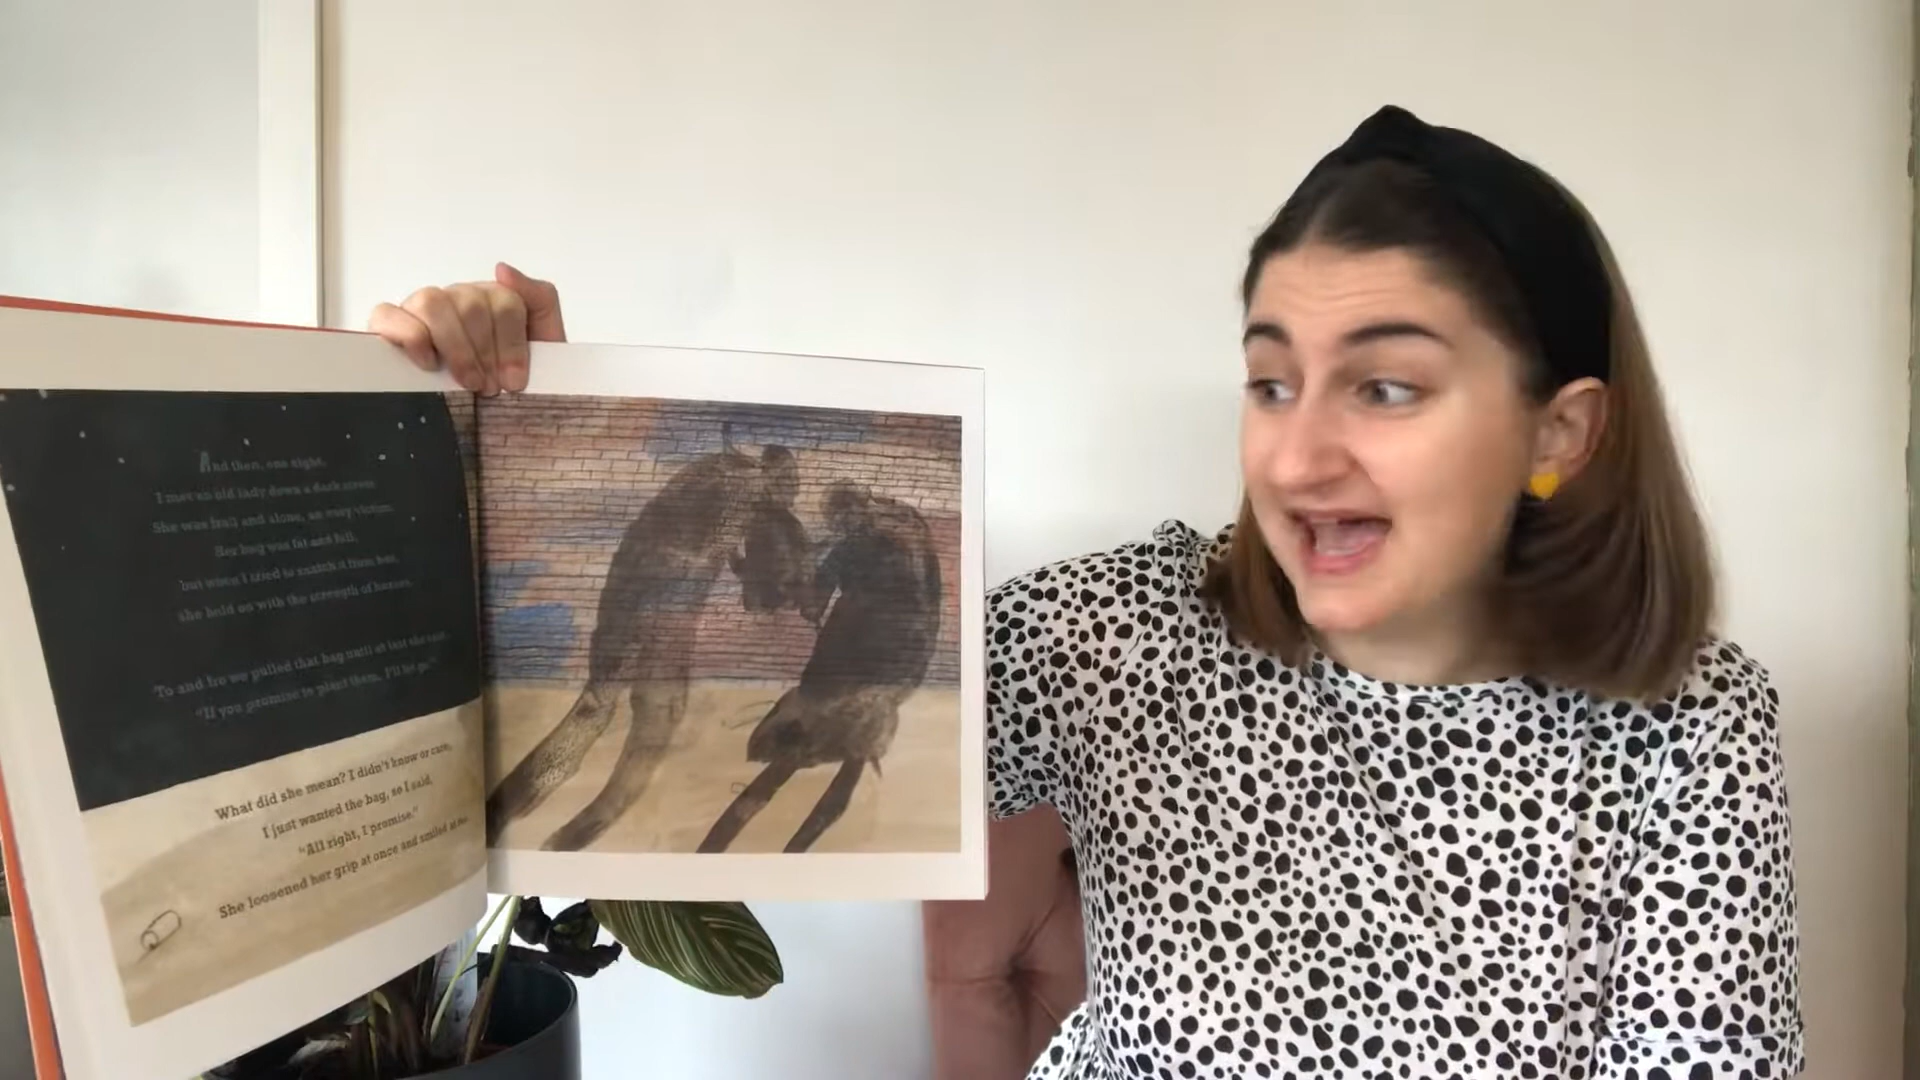 And then, one night,
I met an old lady down a dark street.
She was frail and alone, an easy victim.
Her bag was fat and full,
but when I tried to snatch it from her,
she held on with the strength of heroes.
To and fro we pulled that bag until at last she said,
“If you promise to plant them, I'll let go.”
What did she mean? I didn't know or care,
I just wanted the bag, so I said,
“All right, I promise.”
She loosened her grip at once and smiled at me.